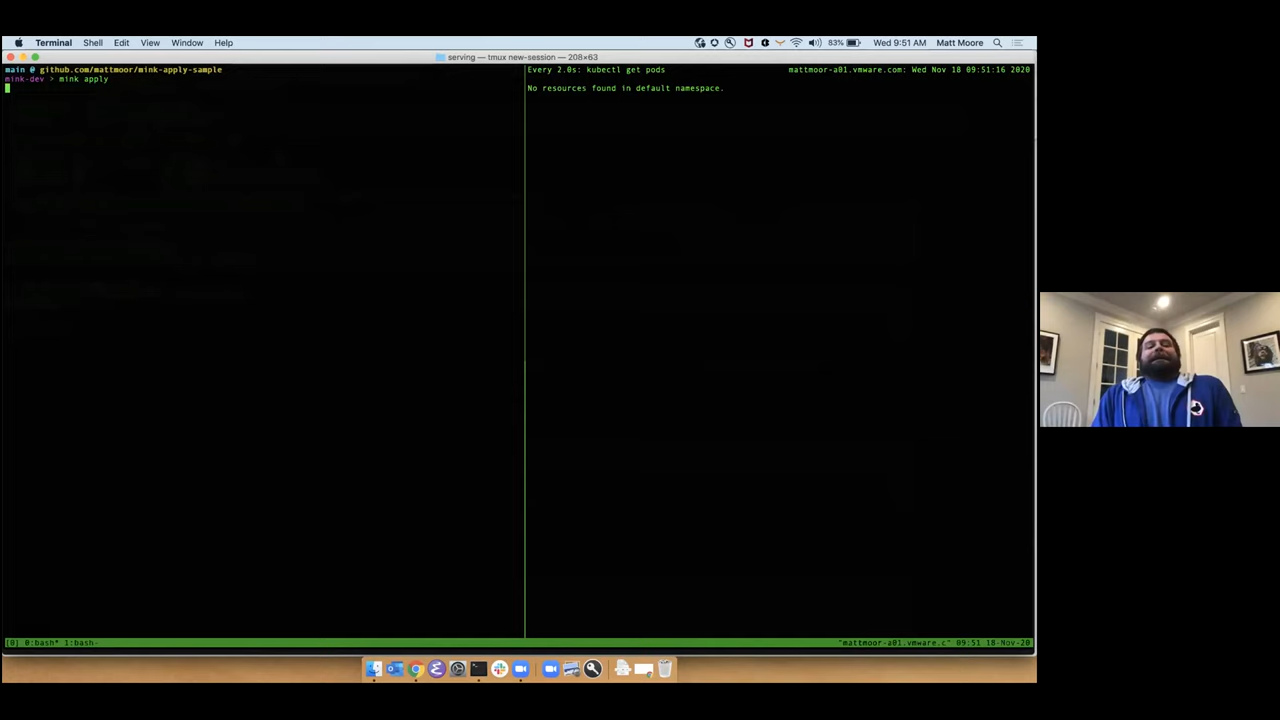 Terminal Shell Edit View Window Help 83% Wed 9:51 AM Matt Moore
serving — tmux new-session — 208×63
main @ github.com/mattmoor/mink-apply-sample
mink-dev > mink apply
Every 2.0s: kubectl get pods mattmoor-a01.vmware.com: Wed Nov 18 09:51:16 2020
No resources found in default namespace.
[0] 0:bash* 1:bash- "mattmoor-a01.vmware.c" 09:51 18-Nov-20